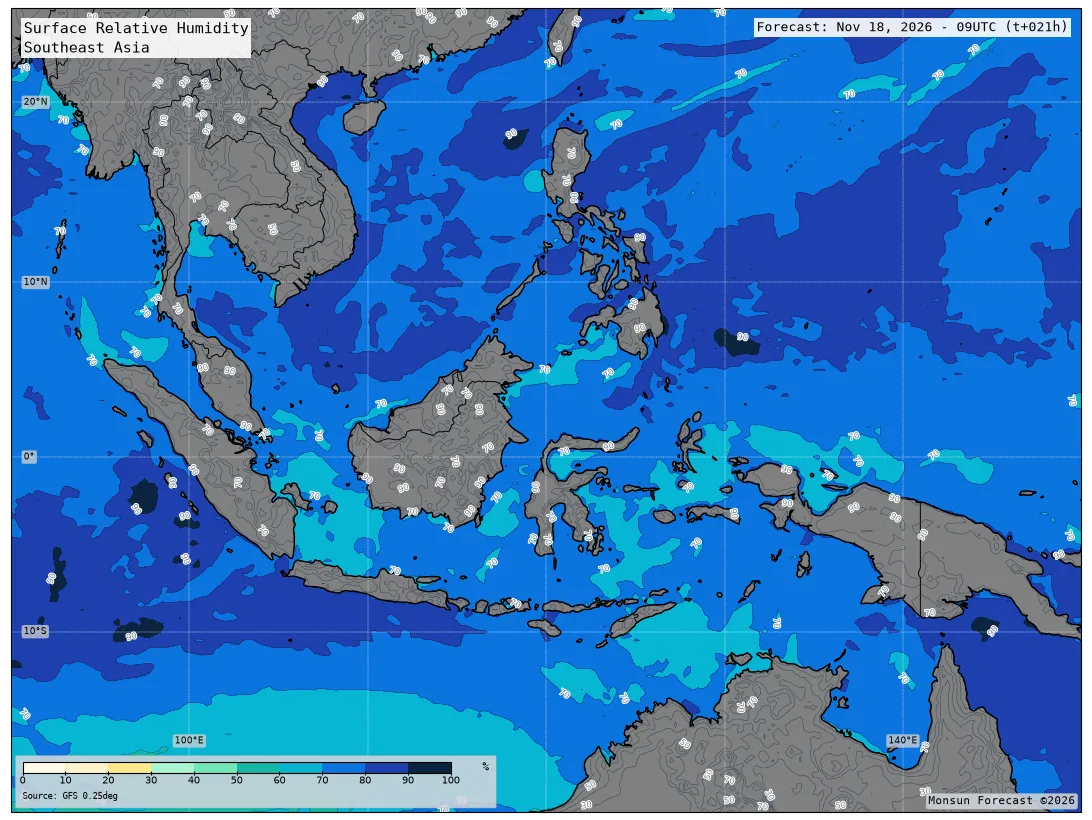 Surface Relative Humidity
Southeast Asia
Forecast: Nov 18, 2026 - 09UTC (t+021h)
20°N
10°N
0°
10°S
100°E
140°E
%
0 10 20 30 40 50 60 70 80 90 100
Source: GFS 0.25deg
Monsun Forecast ©2026